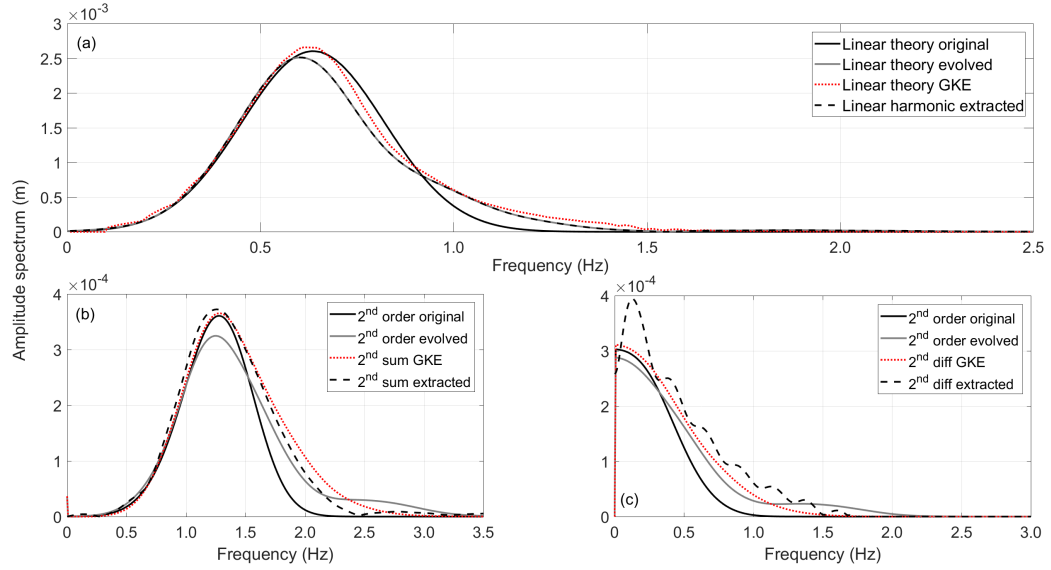 ×10⁻³
3
2.5
2
1.5
1
0.5
0
(a)
Linear theory original
Linear theory evolved
Linear theory GKE
Linear harmonic extracted
0 0.5 1.0 1.5 2.0 2.5
Frequency (Hz)
Amplitude spectrum (m)
×10⁻⁴
4
3
2
1
0
(b)
2nd order original
2nd order evolved
2nd sum GKE
2nd sum extracted
0 0.5 1.0 1.5 2.0 2.5 3.0 3.5
Frequency (Hz)
×10⁻⁴
4
3
2
1
0
(c)
2nd order original
2nd order evolved
2nd diff GKE
2nd diff extracted
0 0.5 1.0 1.5 2.0 2.5 3.0
Frequency (Hz)